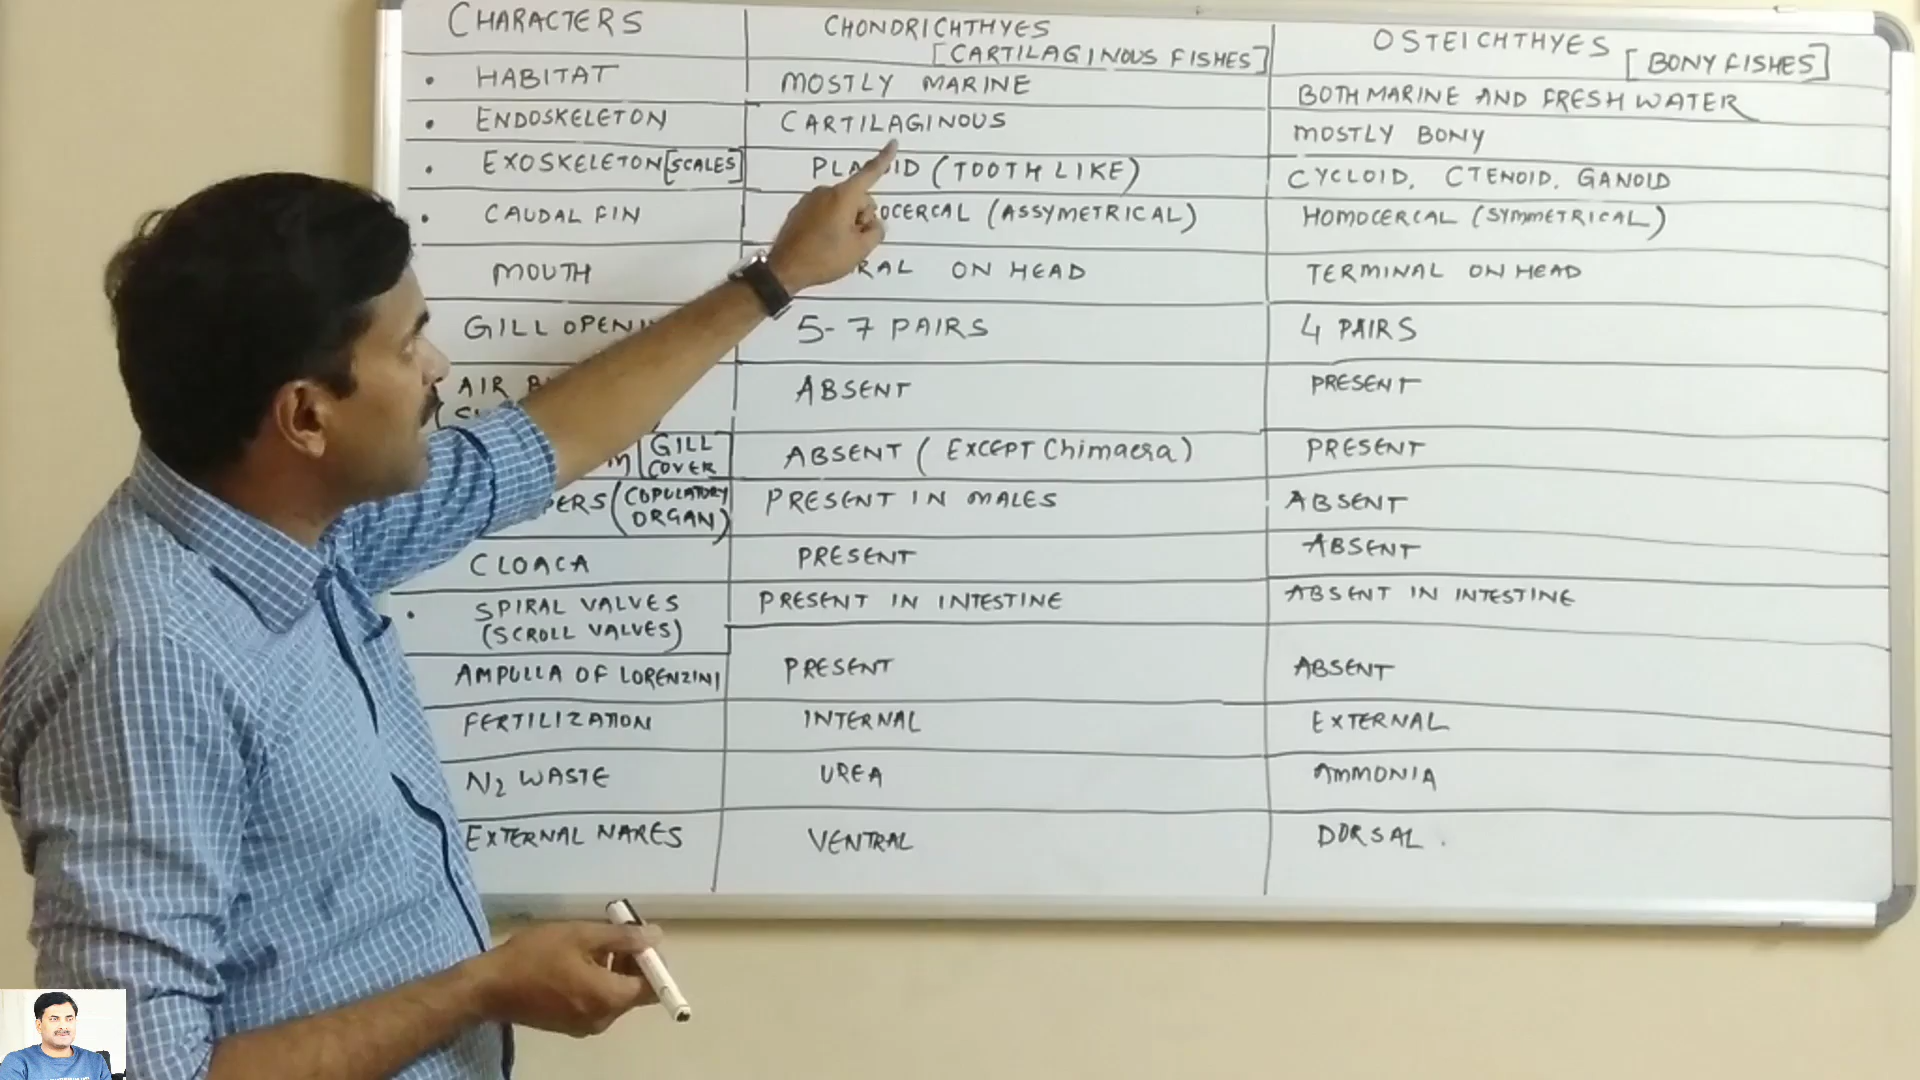 CHARACTERS CHONDRICHTHYES [CARTILAGINOUS FISHES] OSTEICHTHYES [BONY FISHES]
• HABITAT MOSTLY MARINE BOTH MARINE AND FRESH WATER
• ENDOSKELETON CARTILAGINOUS MOSTLY BONY
• EXOSKELETON [SCALES] (TOOTH LIKE) CYCLOID, CTENOID, GANOID
• CAUDAL FIN (ASSYMETRICAL) HOMOCERCAL (SYMMETRICAL)
MOUTH ON HEAD TERMINAL ON HEAD
GILL 5-7 PAIRS 4 PAIRS
AIR ABSENT PRESENT
[GILL COVER ABSENT (EXCEPT Chimaera) PRESENT
(COPULATORY ORGAN) PRESENT IN MALES ABSENT
CLOACA PRESENT ABSENT
• SPIRAL VALVES PRESENT IN INTESTINE ABSENT IN INTESTINE
(SCROLL VALVES)
AMPULLA OF LORENZINI PRESENT ABSENT
FERTILIZATION INTERNAL EXTERNAL
N2 WASTE UREA AMMONIA
EXTERNAL NARES VENTRAL DORSAL.